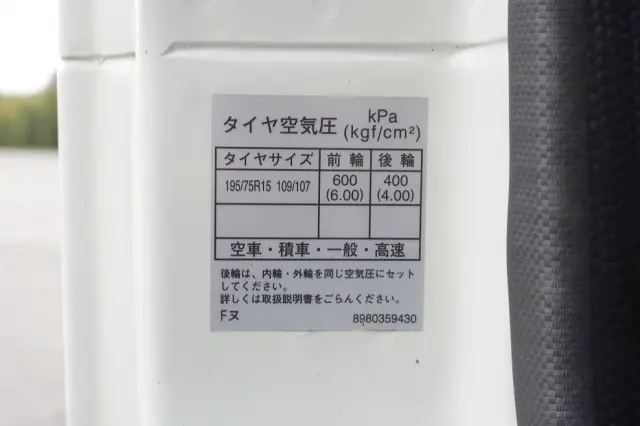 タイヤ空気圧 kPa (kgf/cm²)
タイヤサイズ 前輪 後輪
195/75R15 109/107 600 (6.00) 400 (4.00)
空車・積車・一般・高速
後輪は、内輪・外輪を同じ空気圧にセット
してください。
詳しくは取扱説明書をごらんください。
Fヌ 8980359430